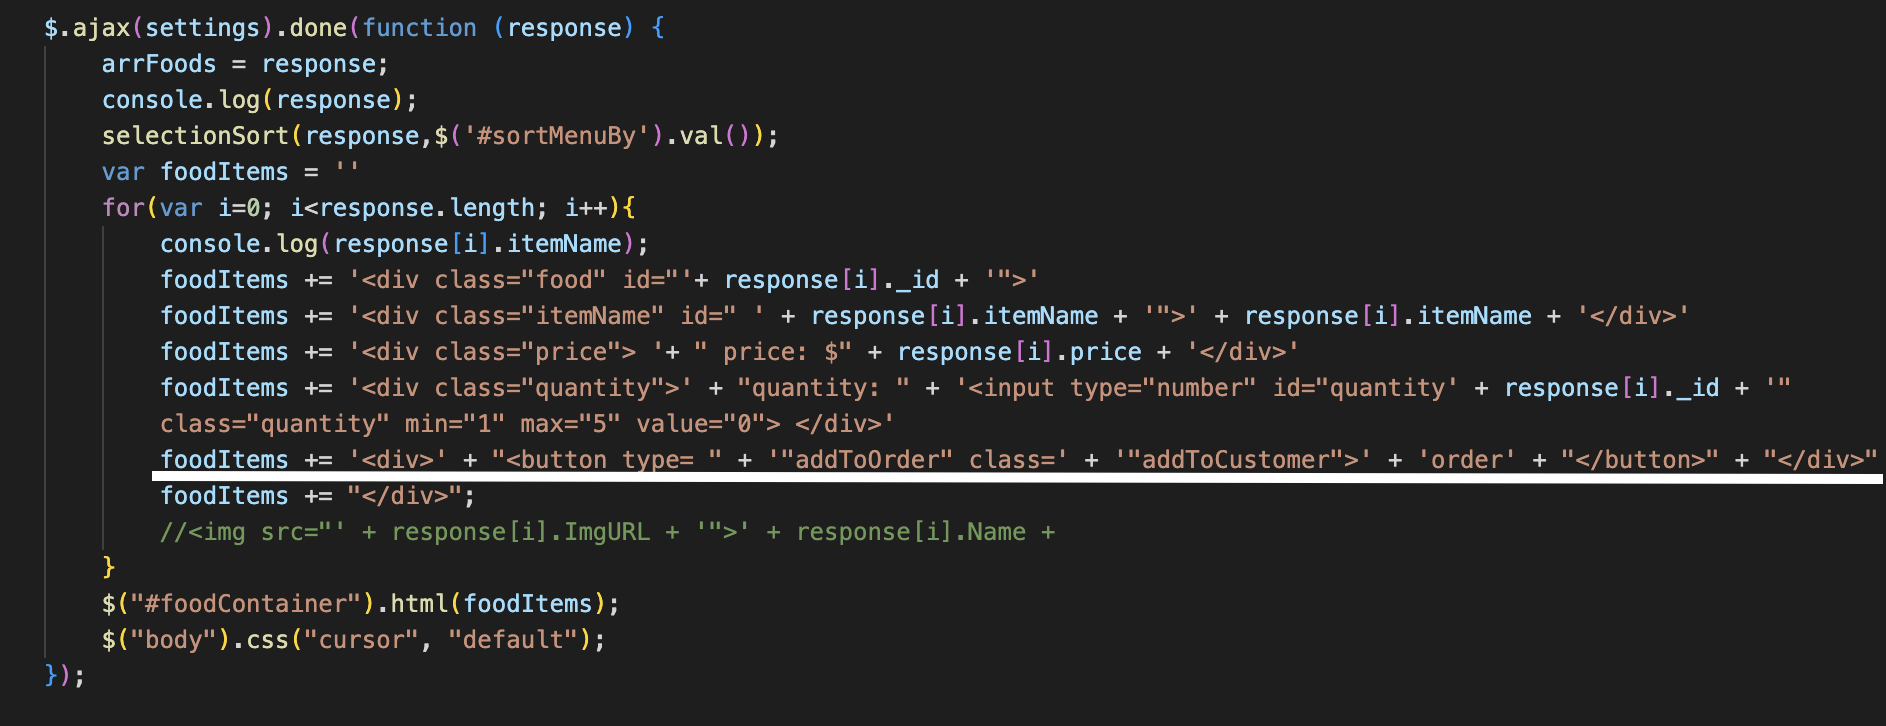 $.ajax(settings).done(function (response) {
arrFoods = response;
console.log(response);
selectionSort(response,$('#sortMenuBy').val());
var foodItems = ''
for(var i=0; i<response.length; i++){
console.log(response[i].itemName);
foodItems += '<div class="food" id="'+ response[i]._id + '">'
foodItems += '<div class="itemName" id=" ' + response[i].itemName + '">' + response[i].itemName + '</div>'
foodItems += '<div class="price"> '+ " price: $" + response[i].price + '</div>'
foodItems += '<div class="quantity">' + "quantity: " + '<input type="number" id="quantity' + response[i]._id + '"
class="quantity" min="1" max="5" value="0"> </div>'
foodItems += '<div>' + "<button type= " + '"addToOrder" class=' + '"addToCustomer">' + 'order' + "</button>" + "</div>"
foodItems += "</div>";
//<img src="' + response[i].ImgURL + '">' + response[i].Name +
}
$("#foodContainer").html(foodItems);
$("body").css("cursor", "default");
});